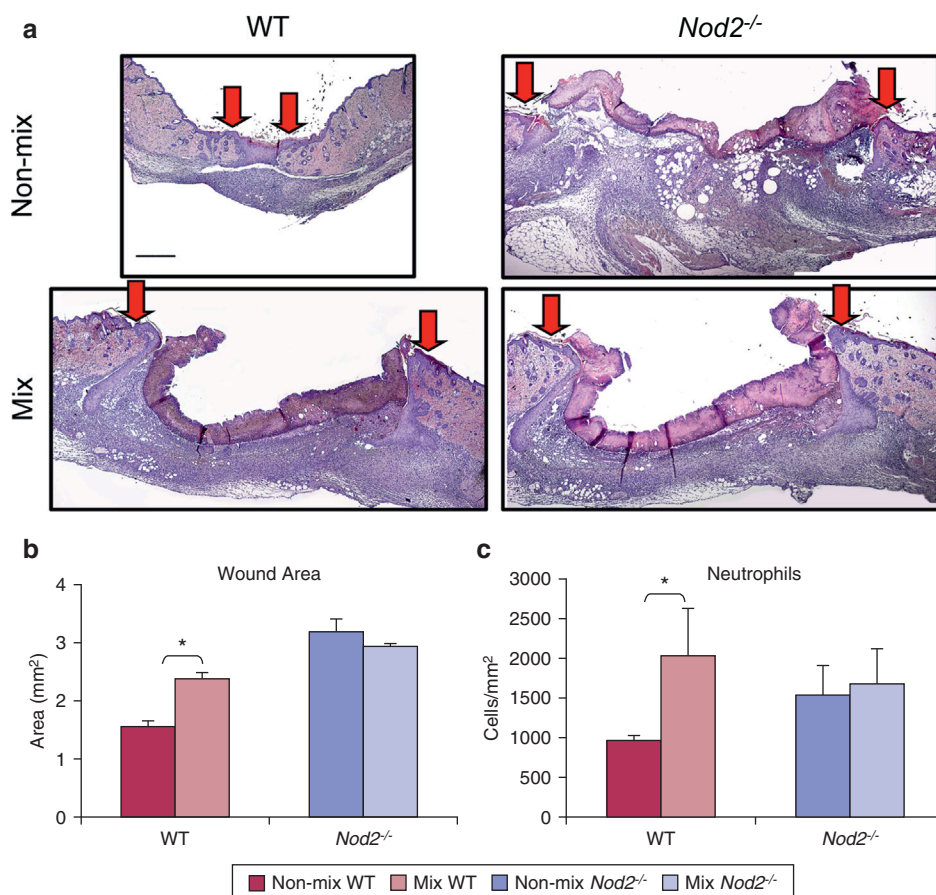 a
WT
Nod2-/-
Non-mix
Mix
b
Wound Area
Area (mm²)
4
3
2
1
0
*
WT
Nod2-/-
c
Neutrophils
Cells/mm²
3000
2500
2000
1500
1000
500
0
*
WT
Nod2-/-
Non-mix WT Mix WT Non-mix Nod2-/- Mix Nod2-/-